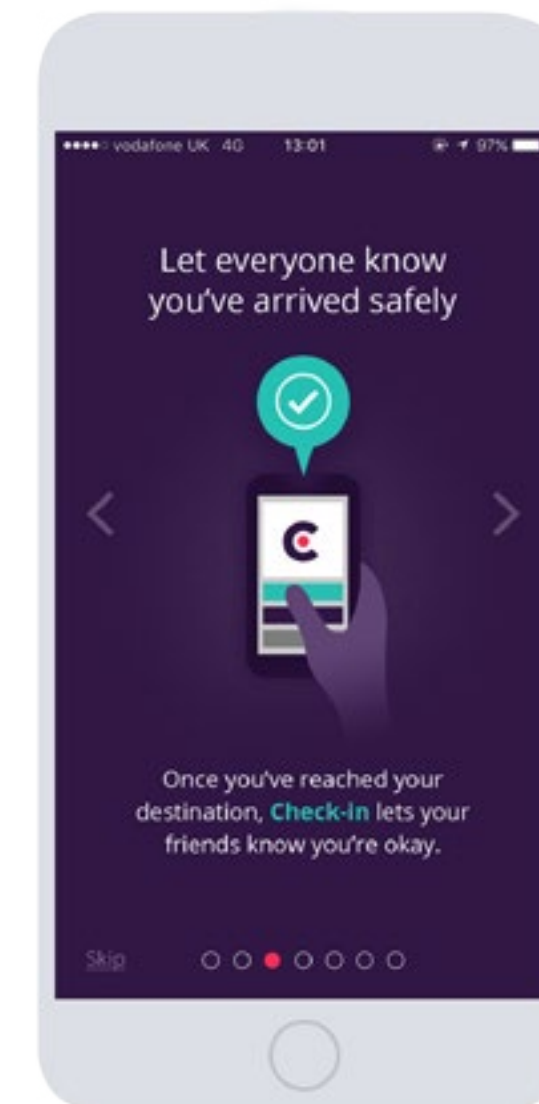 vodafone UK 4G 13:01 97%
Let everyone know
you've arrived safely
Once you've reached your
destination, Check-in lets your
friends know you're okay.
Skip